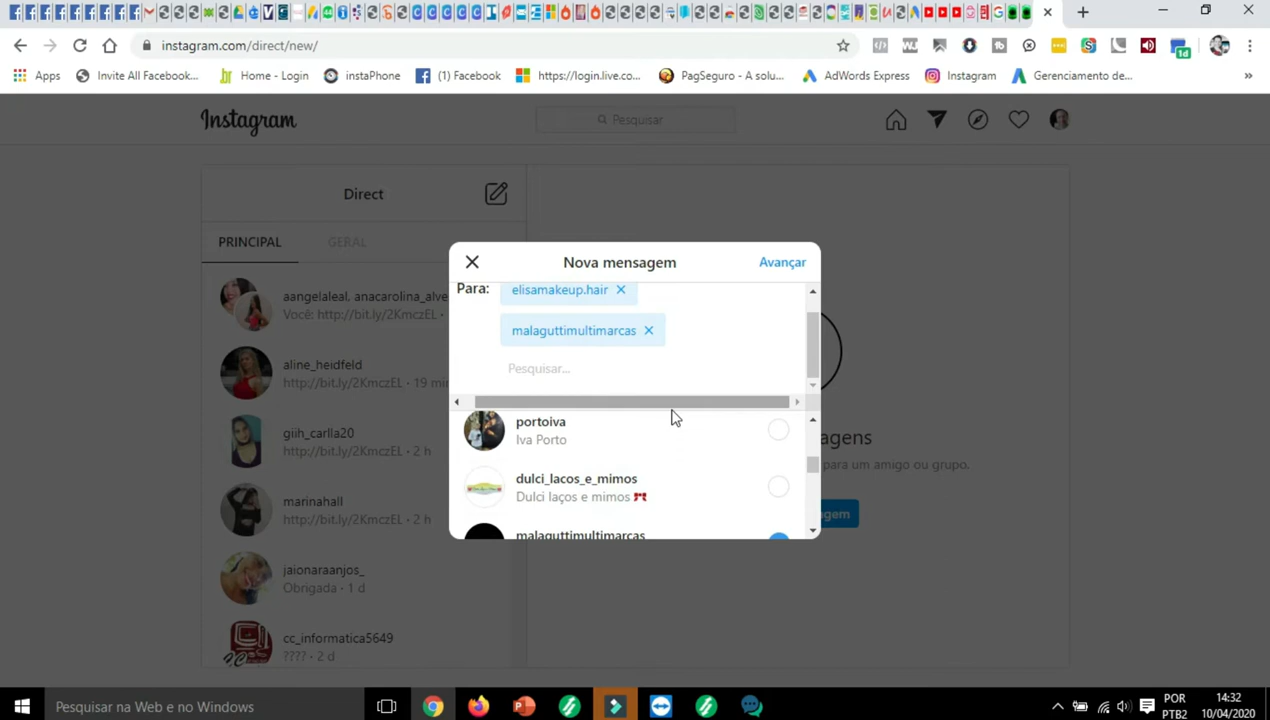 instagram.com/direct/new/
Apps
Invite All Facebook...
Home - Login
instaPhone
(1) Facebook
https://login.live.co...
PagSeguro - A solu...
AdWords Express
Instagram
Gerenciamento de...
»
1d
Instagram
Pesquisar
Direct
PRINCIPAL
GERAL
aangelaleal, anacarolina_alve
Você: http://bit.ly/2KmczEL •
aline_heidfeld
http://bit.ly/2KmczEL • 19 min
giih_carlla20
http://bit.ly/2KmczEL • 2 h
marinahall
http://bit.ly/2KmczEL • 2 h
jaionaraanjos_
Obrigada • 1 d
cc_informatica5649
???? • 2 d
Nova mensagem
Avançar
Para:
elisamakeup.hair
malaguttimultimarcas
Pesquisar...
portoiva
Iva Porto
dulci_lacos_e_mimos
Dulci laços e mimos
malaguttimultimarcas
agens
para um amigo ou grupo.
agem
Pesquisar na Web e no Windows
POR
PTB2
14:32
10/04/2020